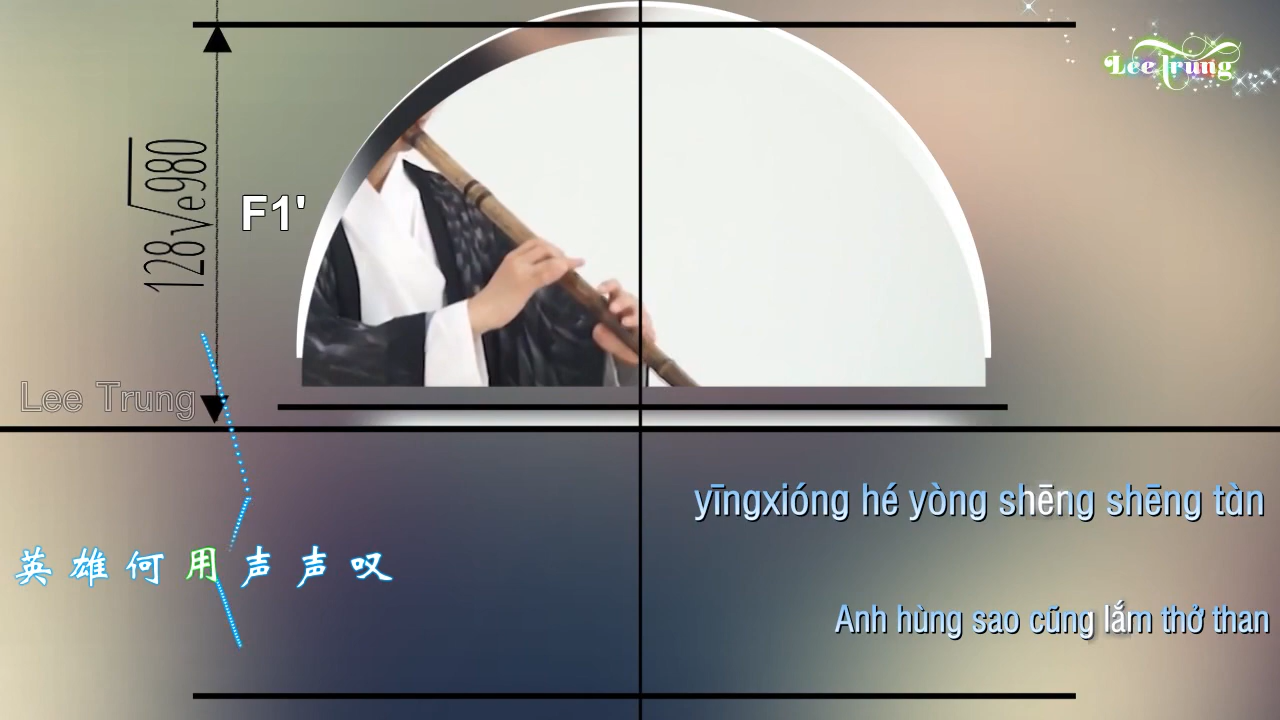 Lee Trung
128√e980
F1'
Lee Trung
yīngxióng hé yòng shēng shēng tàn
英雄何用声声叹
Anh hùng sao cũng lắm thở than